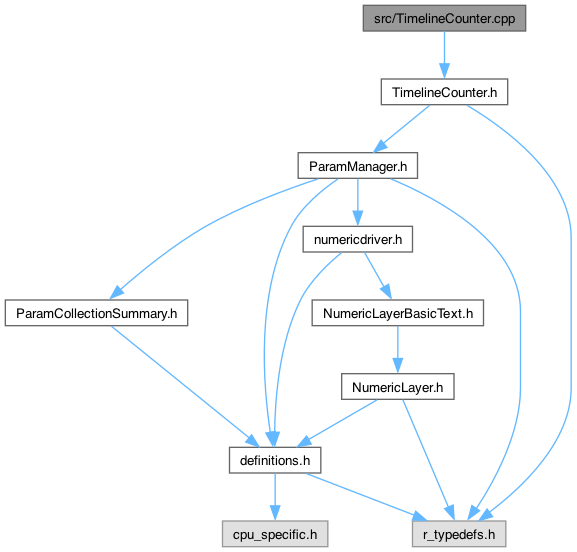 src/TimelineCounter.cpp
TimelineCounter.h
ParamManager.h
numericdriver.h
ParamCollectionSummary.h
NumericLayerBasicText.h
NumericLayer.h
definitions.h
cpu_specific.h
r_typedefs.h